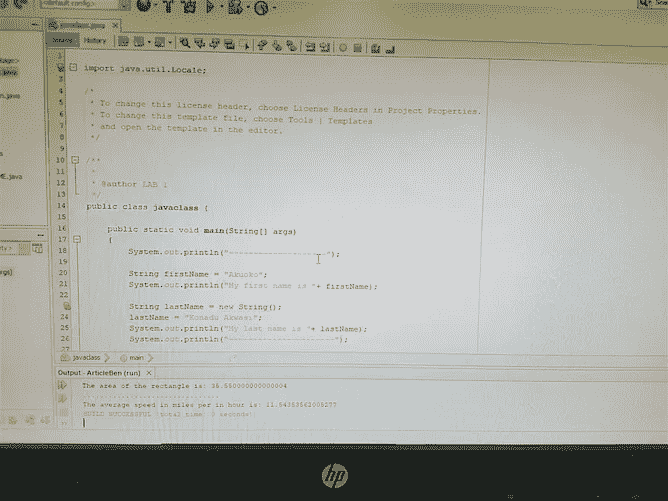 <default config>
javaclass.java
Source History
import java.util.Locale;
/*
* To change this license header, choose License Headers in Project Properties.
* To change this template file, choose Tools | Templates
* and open the template in the editor.
*/
/**
*
* @author LAB 1
*/
public class javaclass {
public static void main(String[] args)
{
System.out.println("----------------------");
String firstName = "Akuoko";
System.out.println("My first name is "+ firstName);
String lastName = new String();
lastName = "Konadu Akwasi";
System.out.println("My last name is "+ lastName);
System.out.println("------------------------");
javaclass main
Output - ArticleBen (run)
The area of the rectangle is: 38.550000000000004
------------------------
The average speed in miles per in hour is:
BUILD SUCCESSFUL (total time: 3 seconds)
hp